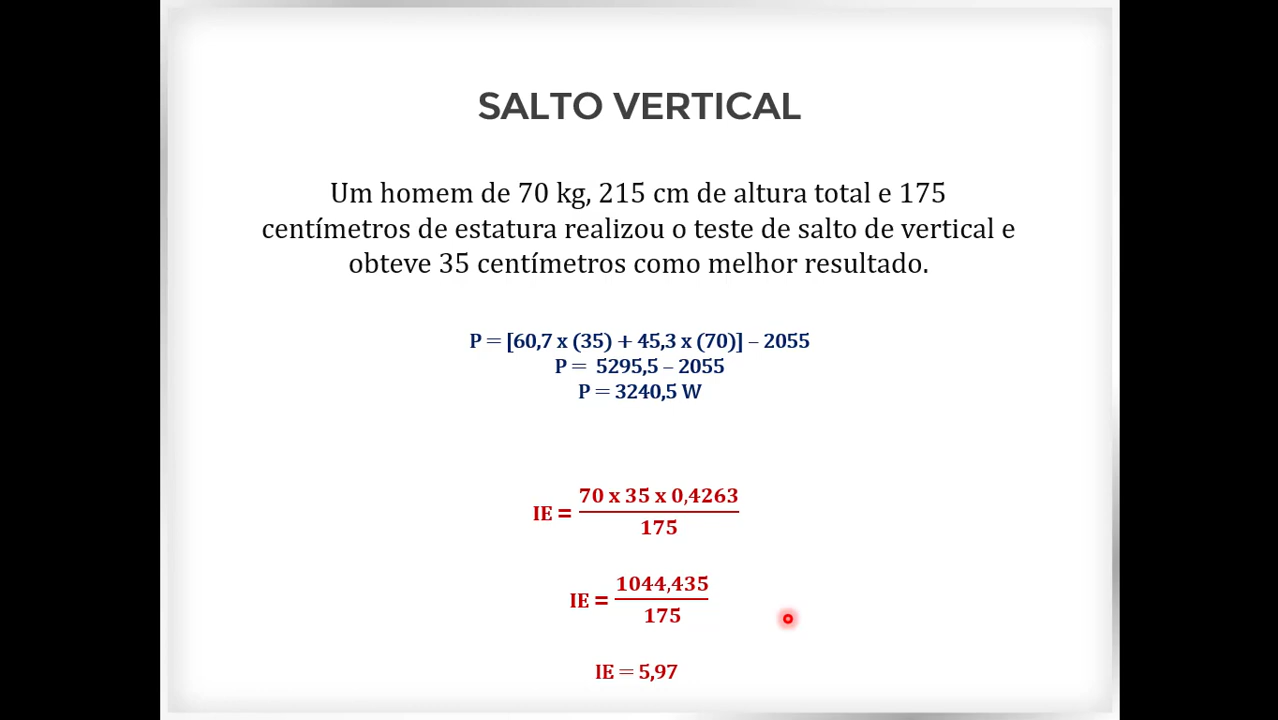 SALTO VERTICAL
Um homem de 70 kg, 215 cm de altura total e 175
centímetros de estatura realizou o teste de salto de vertical e
obteve 35 centímetros como melhor resultado.
P = [60,7 x (35) + 45,3 x (70)] – 2055
P = 5295,5 – 2055
P = 3240,5 W
70 x 35 x 0,4263
IE =
175
1044,435
IE =
175
IE = 5,97